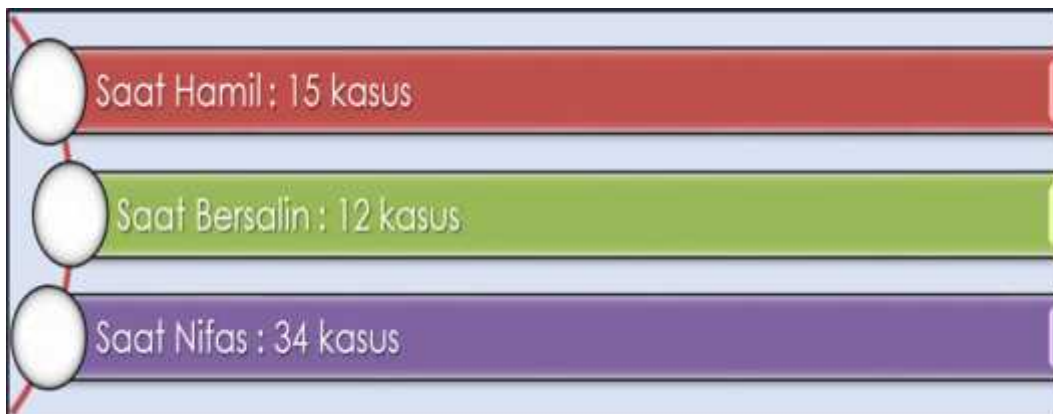 Saat Hamil : 15 kasus
Saat Bersalin : 12 kasus
Saat Nifas : 34 kasus